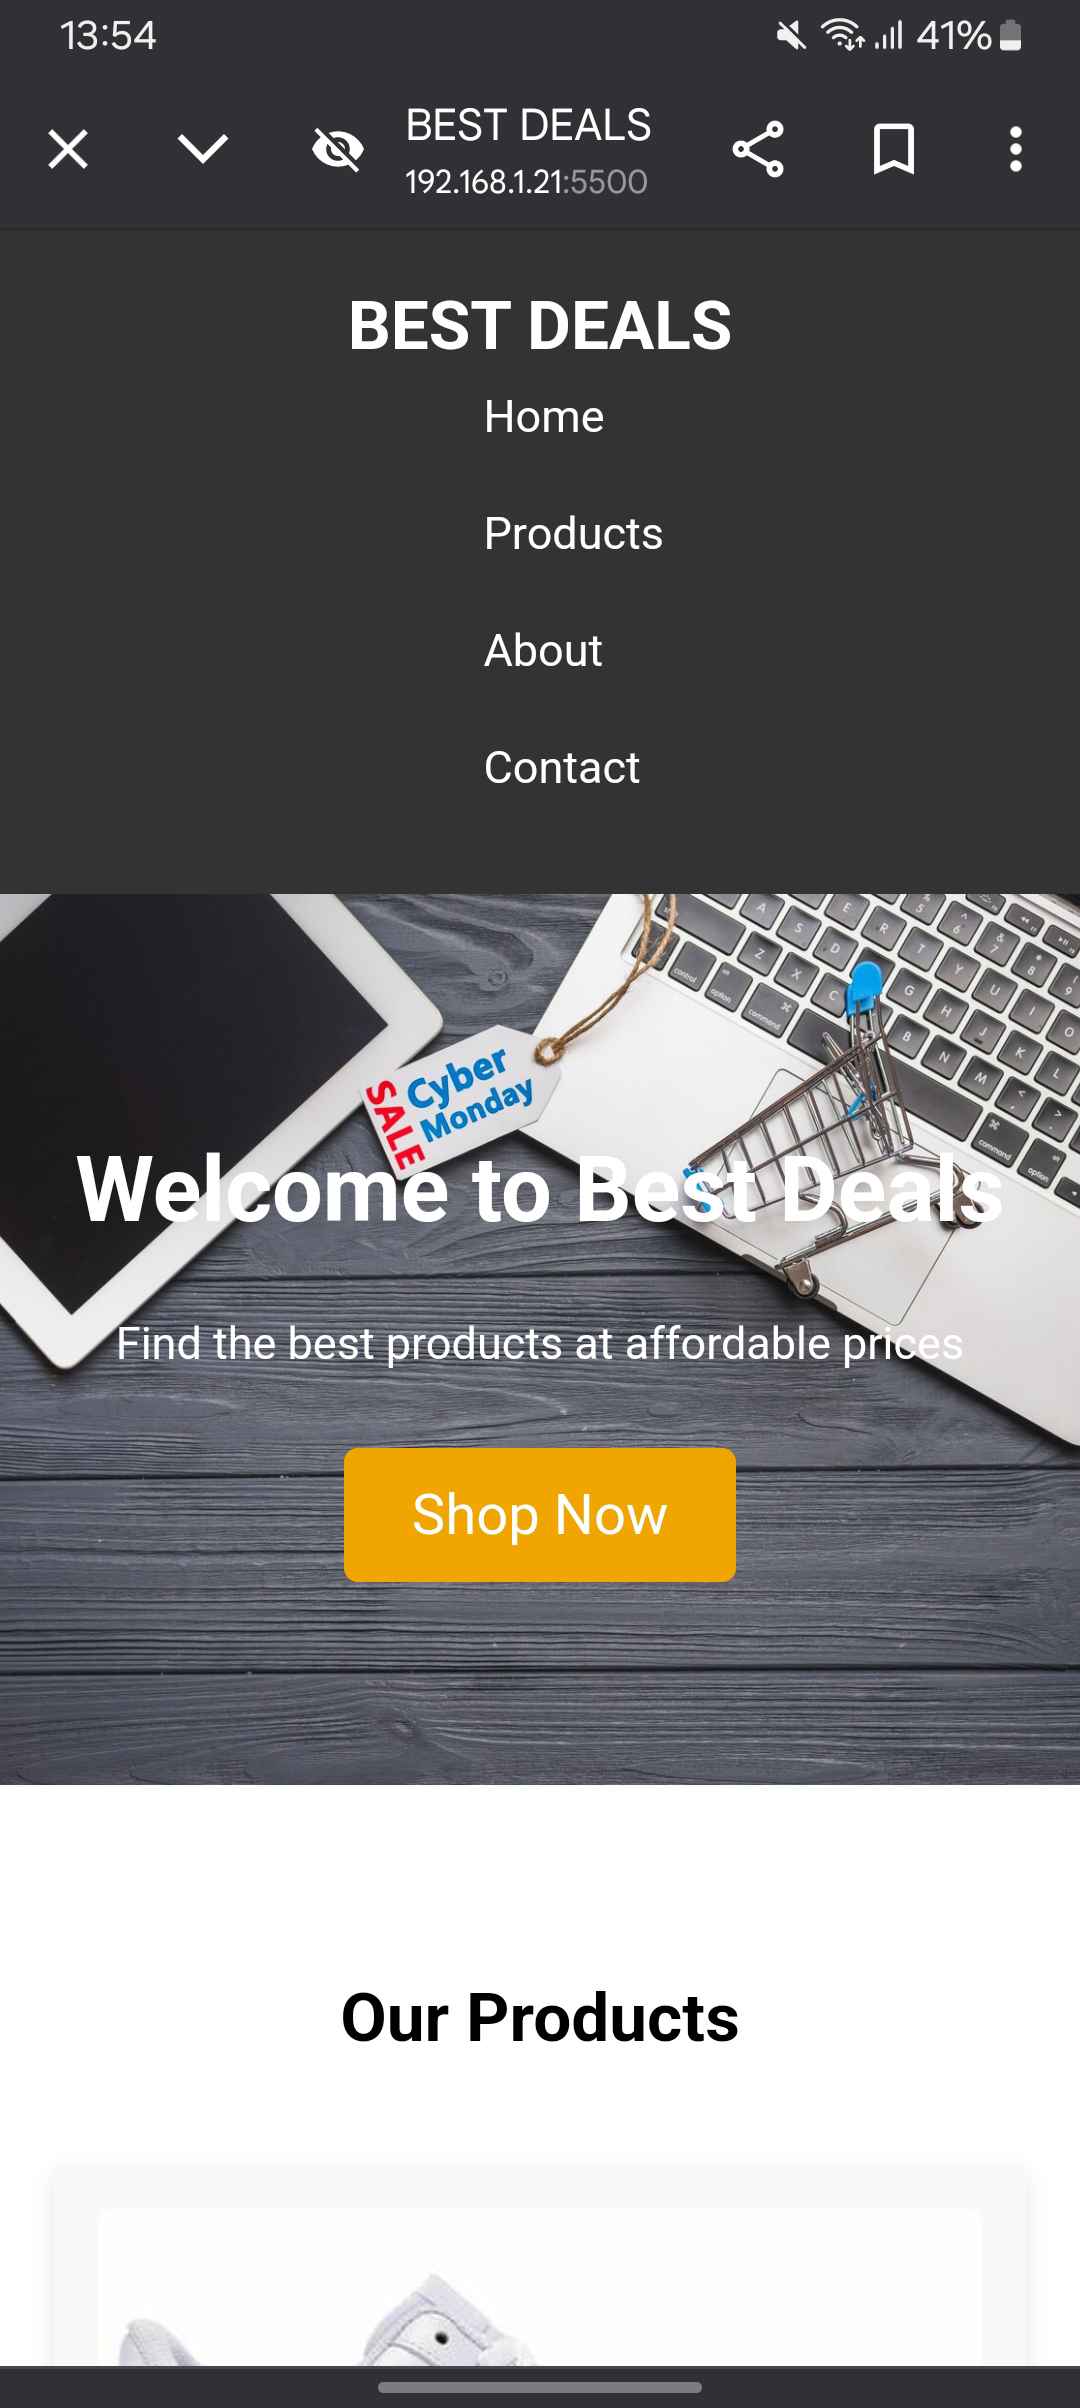 13:54 41%
BEST DEALS
192.168.1.21:5500
BEST DEALS
Home
Products
About
Contact
SALE
Cyber
Monday
Welcome to Best Deals
Find the best products at affordable prices
Shop Now
Our Products